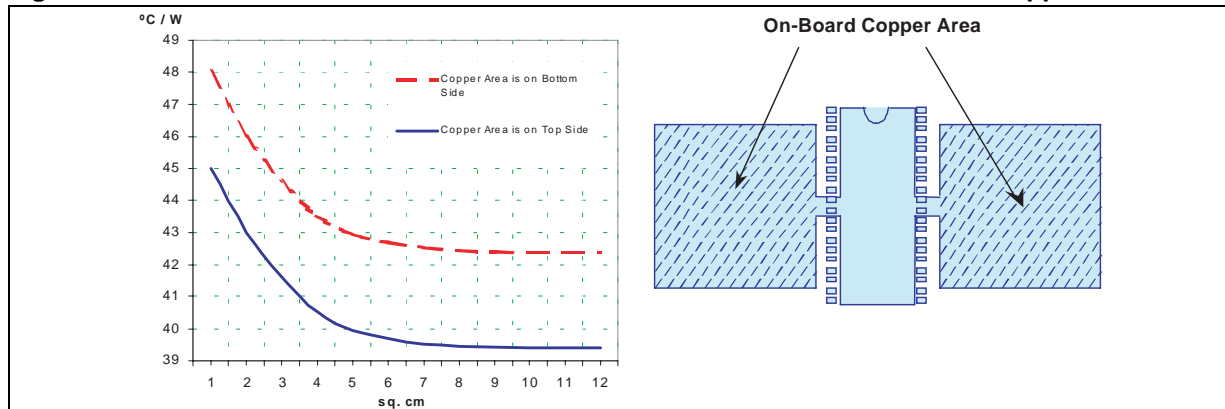 ºC / W
49
48
47
46
45
44
43
42
41
40
39
1 2 3 4 5 6 7 8 9 10 11 12
sq. cm
Copper Area is on Bottom
Side
Copper Area is on Top Side
On-Board Copper Area